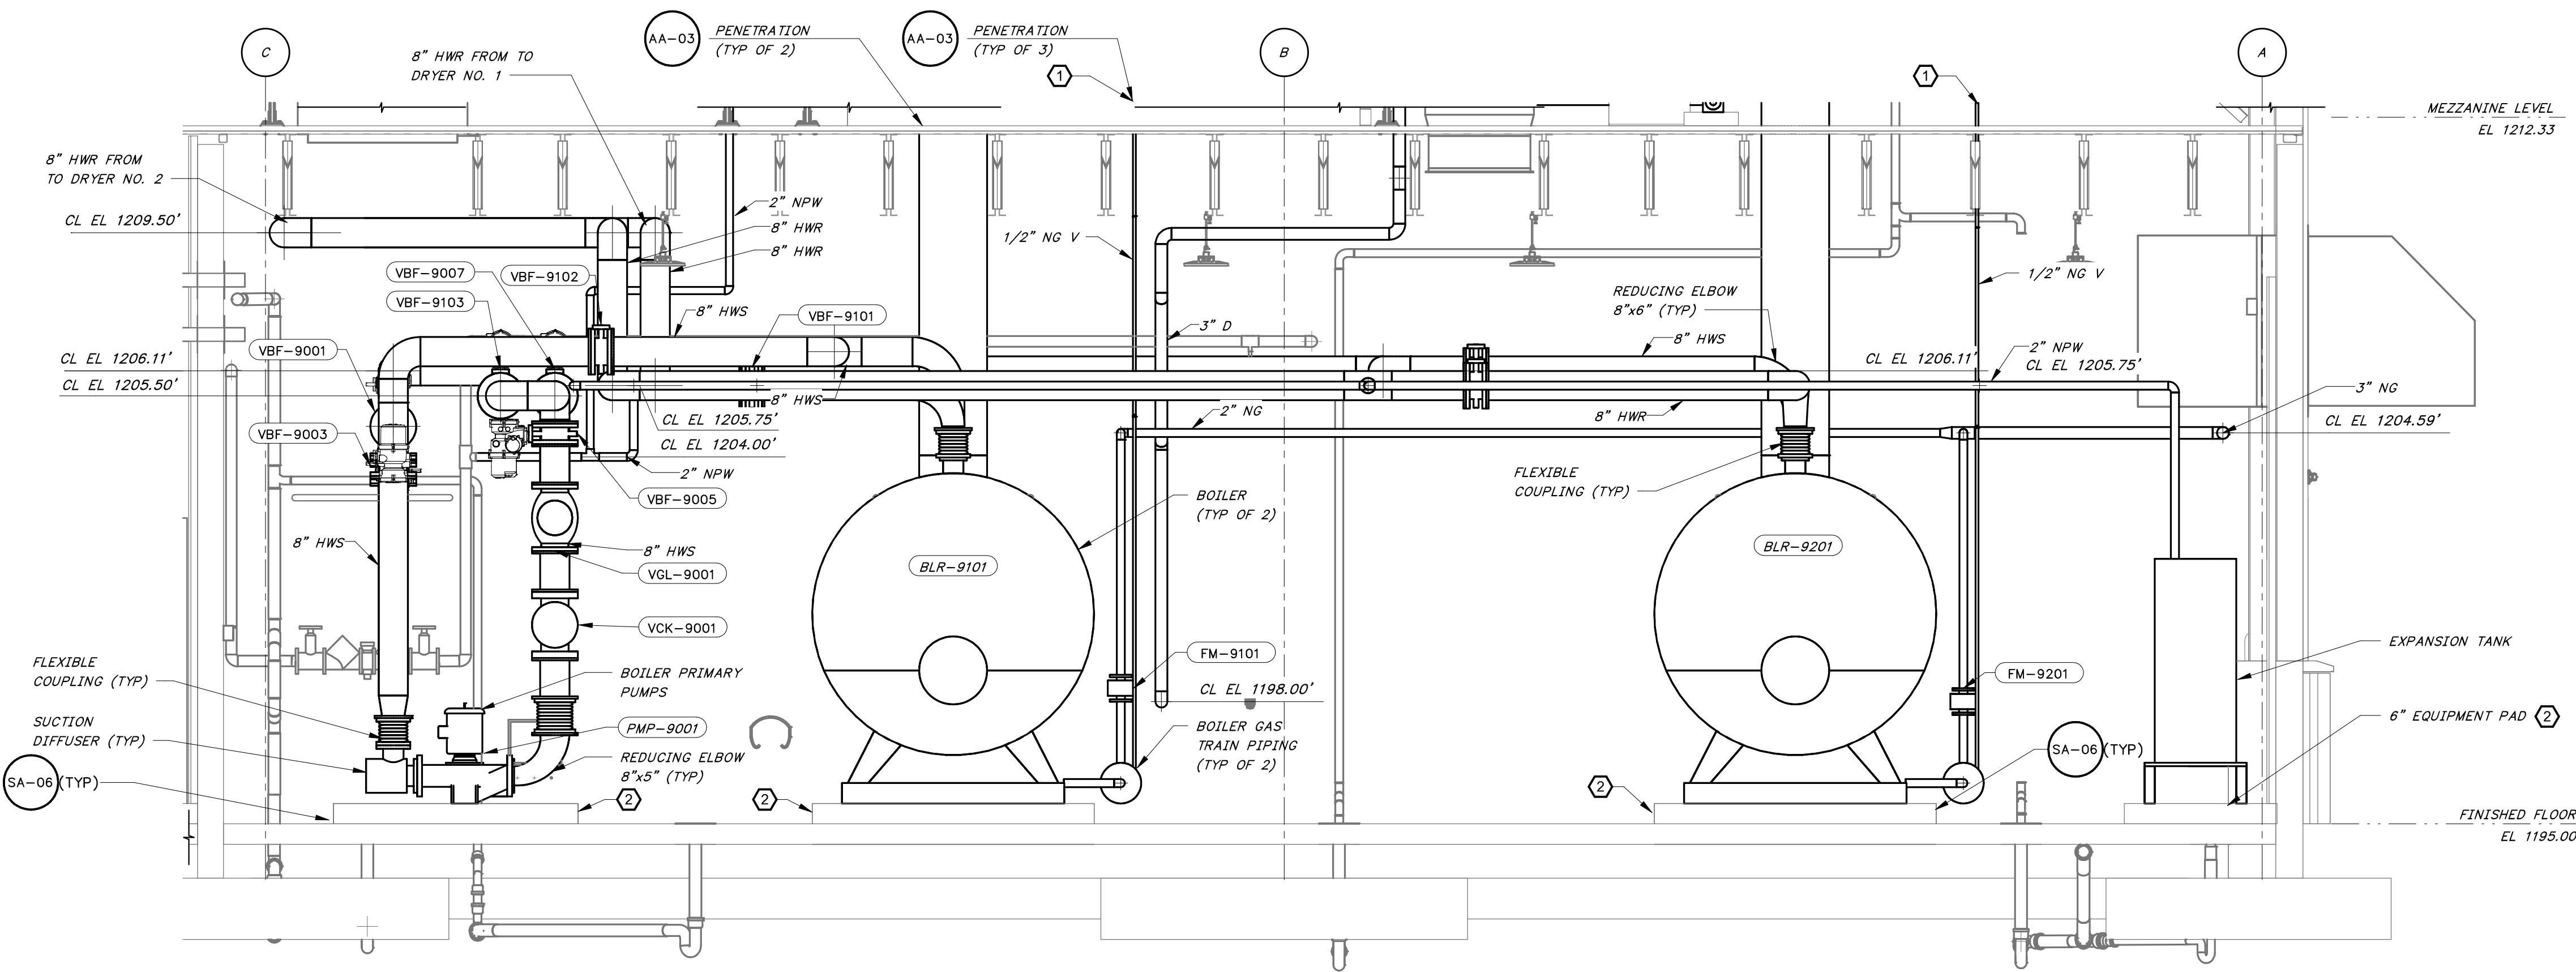 AA-03
PENETRATION
(TYP OF 2)
AA-03
PENETRATION
(TYP OF 3)
C
B
A
8" HWR FROM TO
DRYER NO. 1
1
1
MEZZANINE LEVEL
EL 1212.33
8" HWR FROM
TO DRYER NO. 2
CL EL 1209.50'
2" NPW
8" HWR
8" HWR
1/2" NG V
1/2" NG V
VBF-9007
VBF-9102
VBF-9103
8" HWS
VBF-9101
REDUCING ELBOW
8"x6" (TYP)
3" D
8" HWS
VBF-9001
CL EL 1206.11'
CL EL 1205.50'
CL EL 1206.11'
2" NPW
CL EL 1205.75'
3" NG
8" HWS
2" NG
8" HWR
CL EL 1205.75'
CL EL 1204.59'
VBF-9003
CL EL 1204.00'
2" NPW
VBF-9005
FLEXIBLE
COUPLING (TYP)
BOILER
(TYP OF 2)
8" HWS
8" HWS
VGL-9001
BLR-9101
BLR-9201
VCK-9001
FM-9101
EXPANSION TANK
FLEXIBLE
COUPLING (TYP)
BOILER PRIMARY
PUMPS
FM-9201
CL EL 1198.00'
SUCTION
DIFFUSER (TYP)
PMP-9001
BOILER GAS
TRAIN PIPING
(TYP OF 2)
6" EQUIPMENT PAD 2
REDUCING ELBOW
8"x5" (TYP)
SA-06 (TYP)
SA-06 (TYP)
2
2
2
FINISHED FLOOR
EL 1195.00